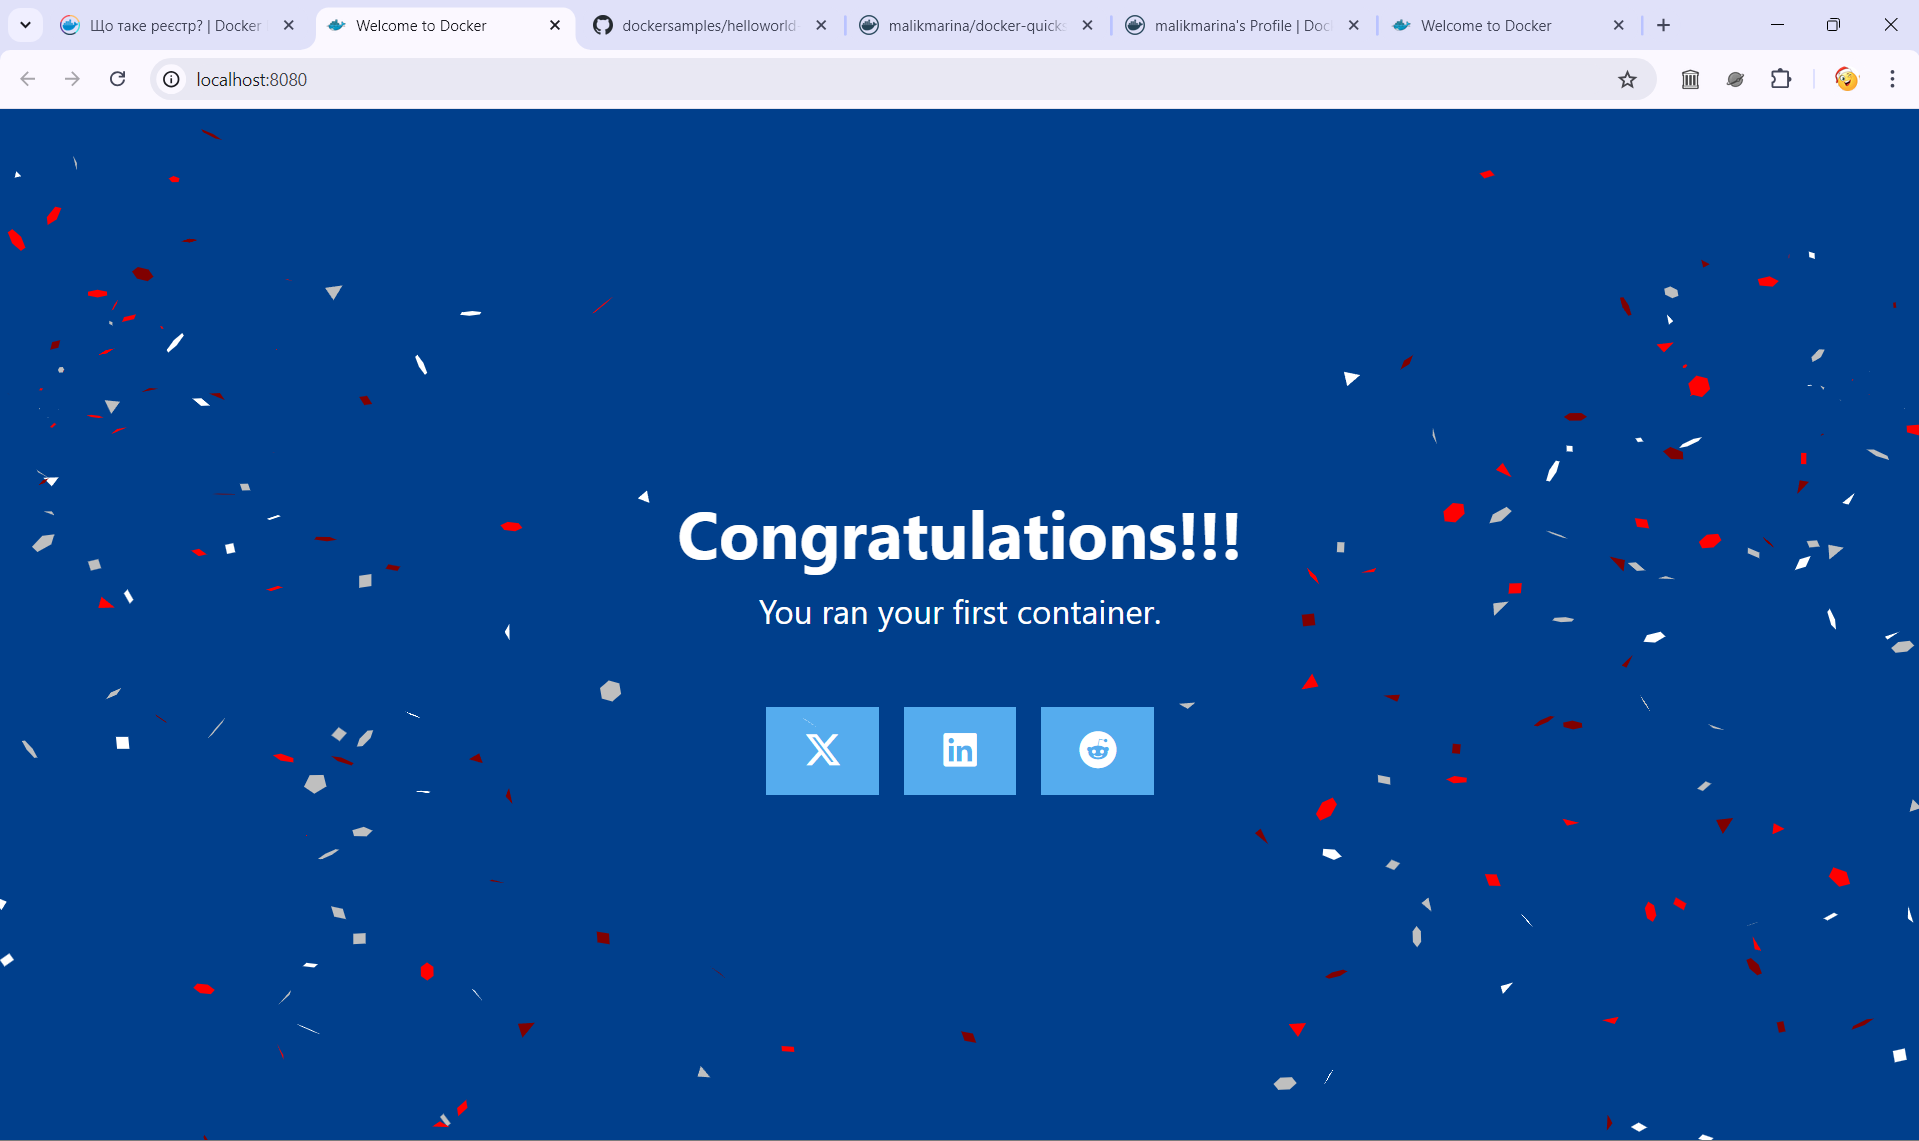 Що таке реєстр? | Docker
Welcome to Docker
dockersamples/helloworld-
malikmarina/docker-quicks
malikmarina's Profile | Doc
Welcome to Docker
localhost:8080
Congratulations!!!
You ran your first container.